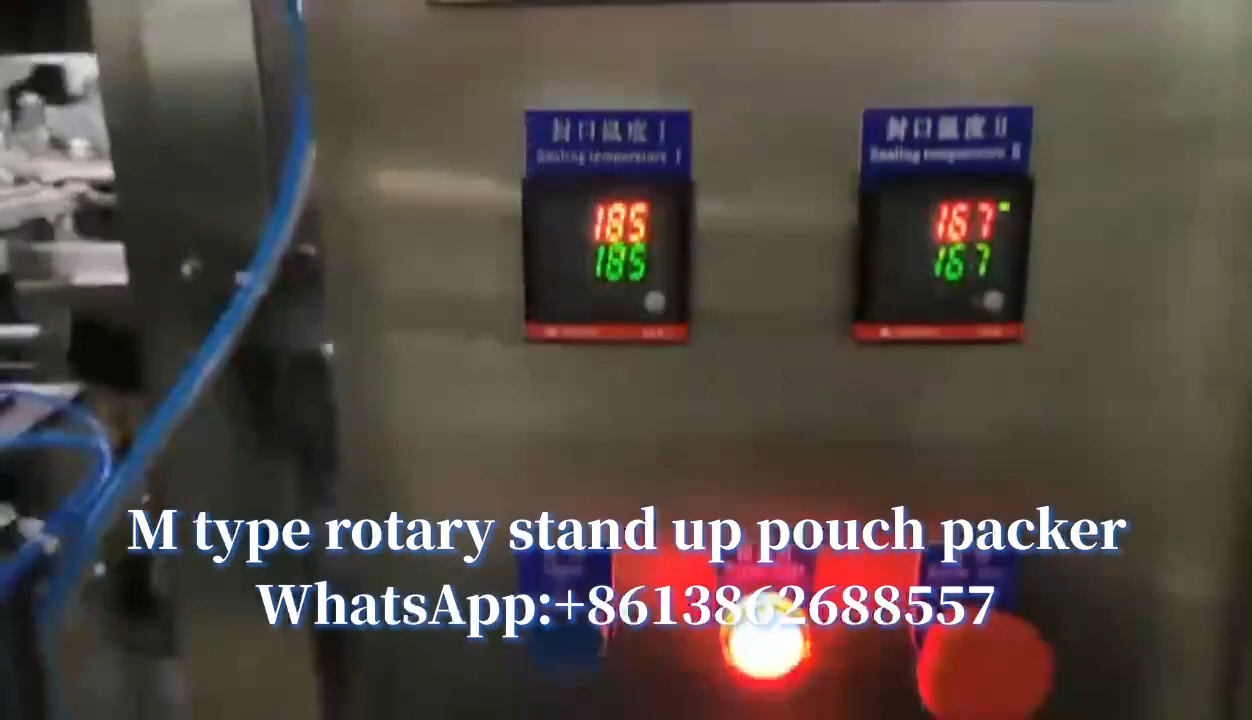 封口温度 I
Sealing temperature I
封口温度 II
Sealing temperature II
185
185
167
167
M type rotary stand up pouch packer
WhatsApp:+8613862688557